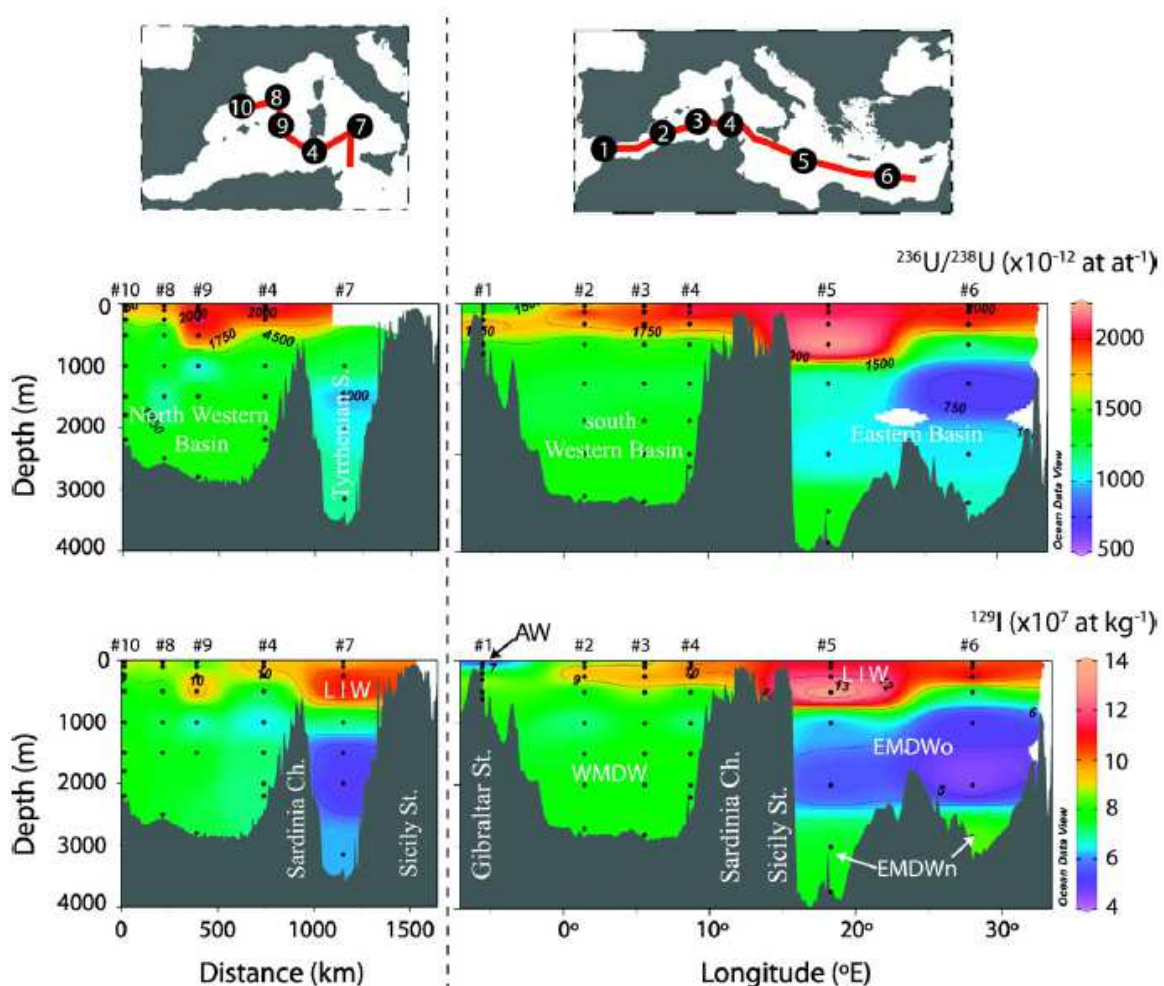 10 8 9 4 7
1 2 3 4 5 6
²³⁶U/²³⁸U (x10⁻¹² at at⁻¹)
#10 #8 #9 #4 #7
#1 #2 #3 #4 #5 #6
0
1000
2000
3000
4000
Depth (m)
2000 2000
1750 1500
North Western
Basin
Tyrrhenian S.
1750
1500
750
south
Western Basin
Eastern Basin
Ocean Data View
2000
1500
1000
500
¹²⁹I (x10⁷ at kg⁻¹)
#10 #8 #9 #4 #7
#1 AW #2 #3 #4 #5 #6
0
1000
2000
3000
4000
Depth (m)
10 10
LIW
Sardinia Ch.
Sicily St.
7 9 10 13 6
LIW
EMDWo
WMDW
5
EMDWn
Gibraltar St.
Sardinia Ch.
Sicily St.
Ocean Data View
14
12
10
8
6
4
0 500 1000 1500
0º 10º 20º 30º
Distance (km)
Longitude (ºE)